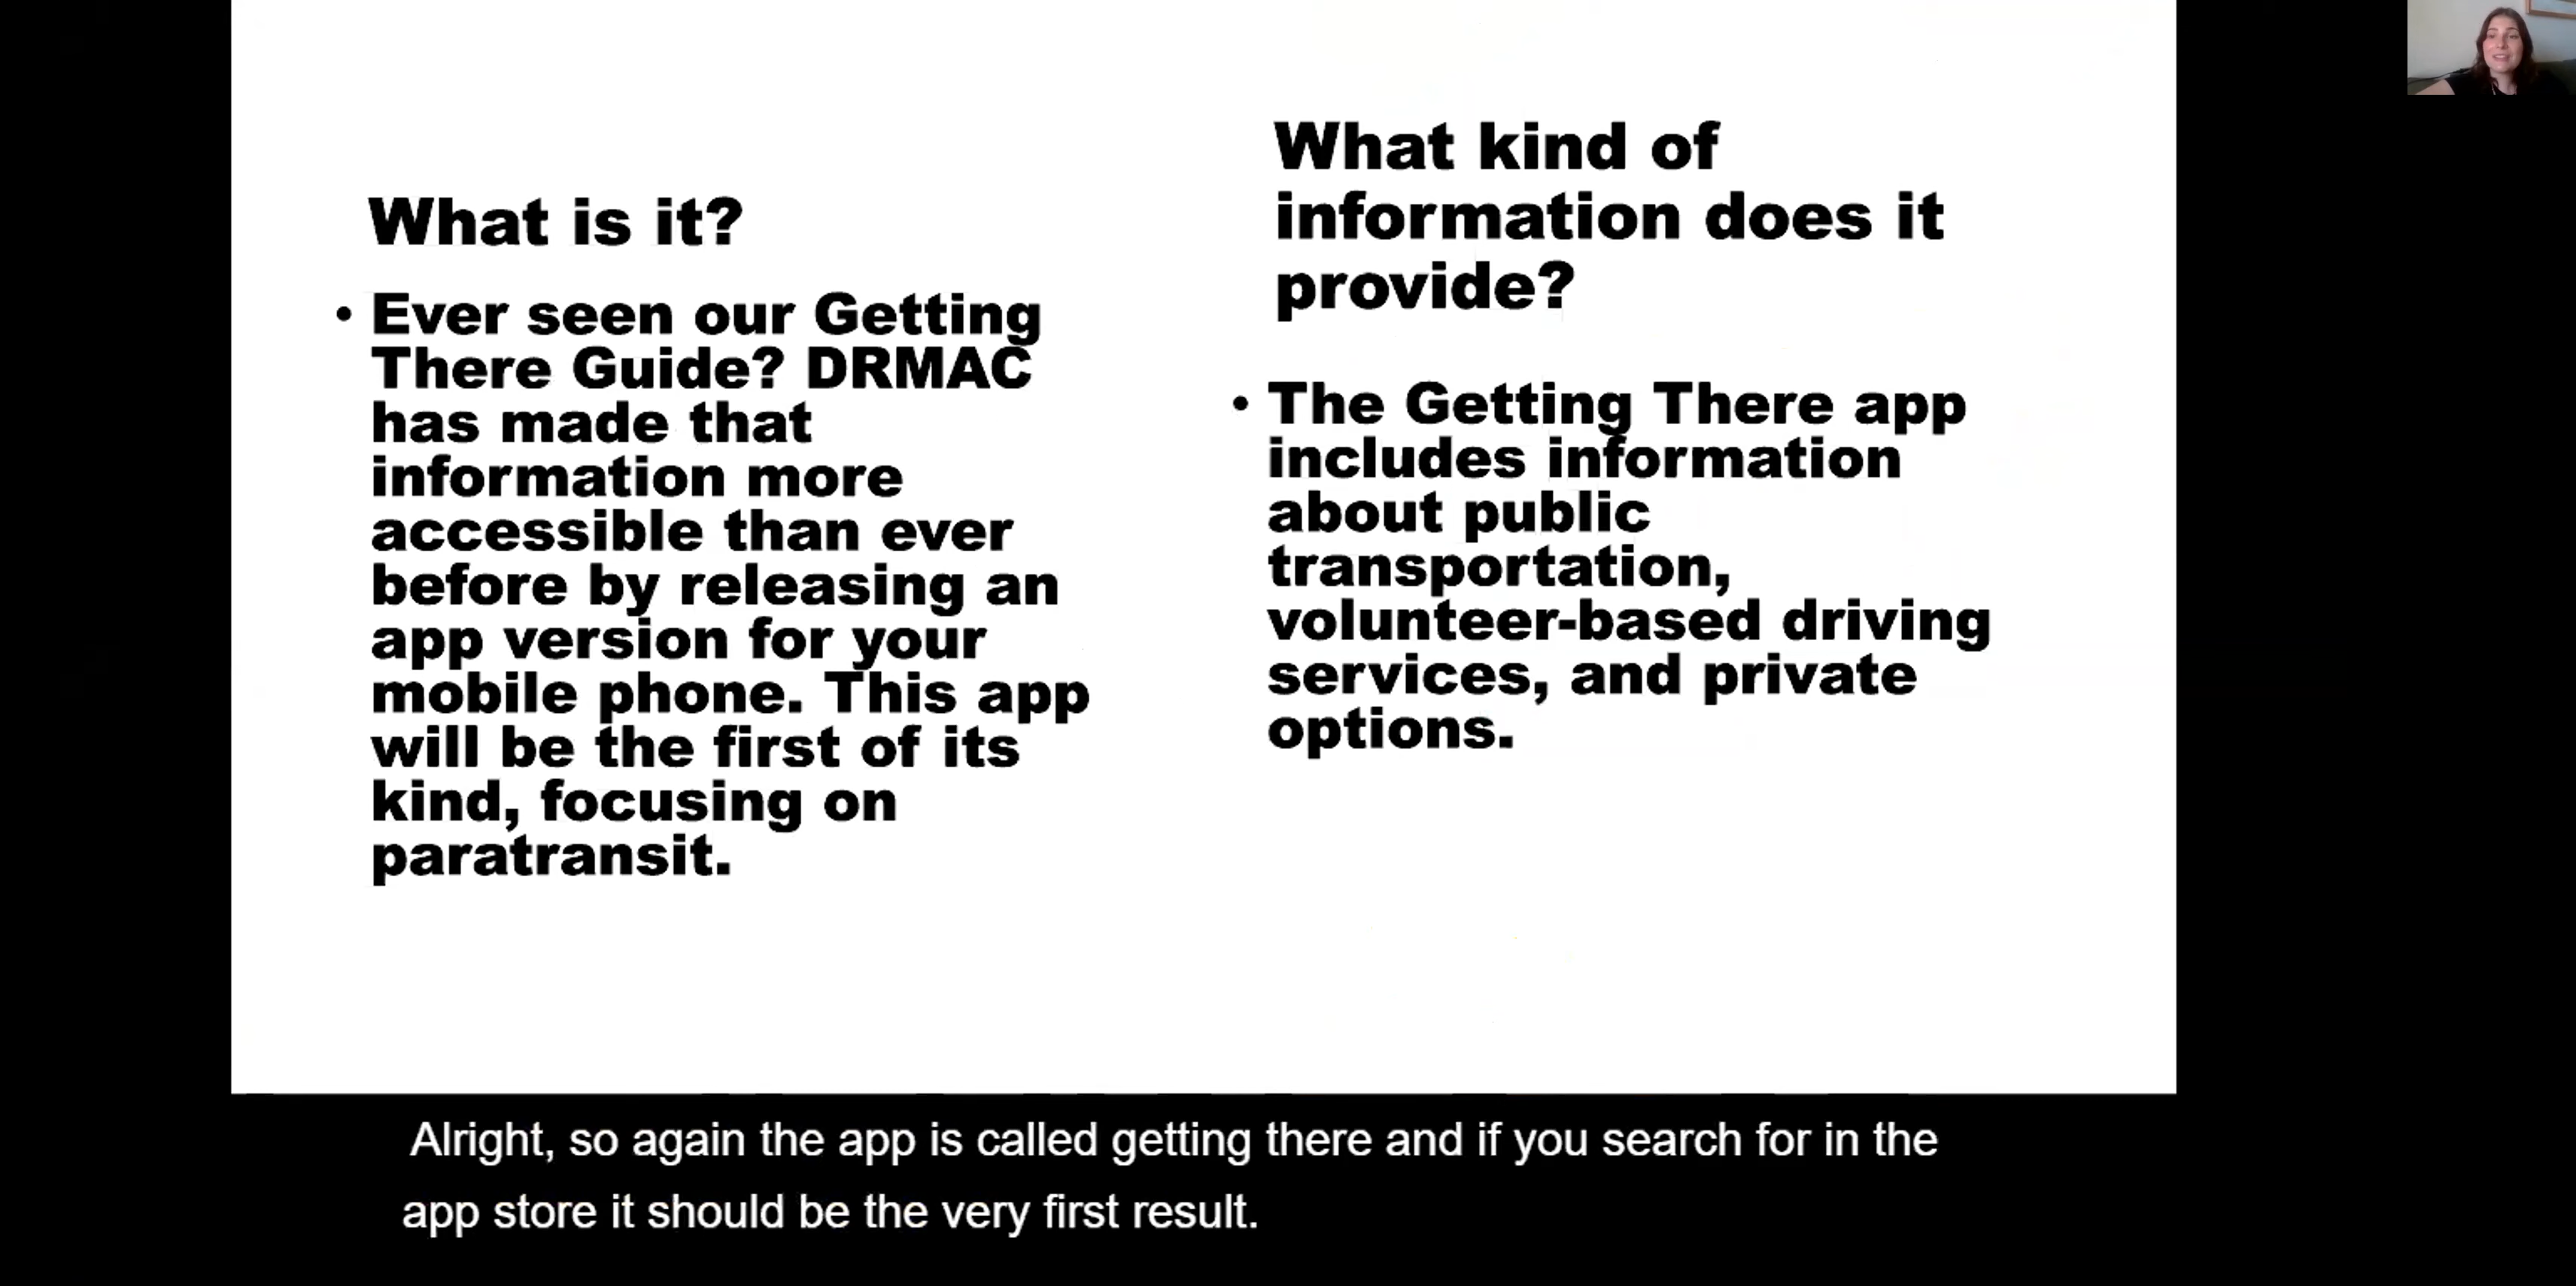 What is it?
• Ever seen our Getting
There Guide? DRMAC
has made that
information more
accessible than ever
before by releasing an
app version for your
mobile phone. This app
will be the first of its
kind, focusing on
paratransit.
What kind of
information does it
provide?
• The Getting There app
includes information
about public
transportation,
volunteer-based driving
services, and private
options.
Alright, so again the app is called getting there and if you search for in the
app store it should be the very first result.